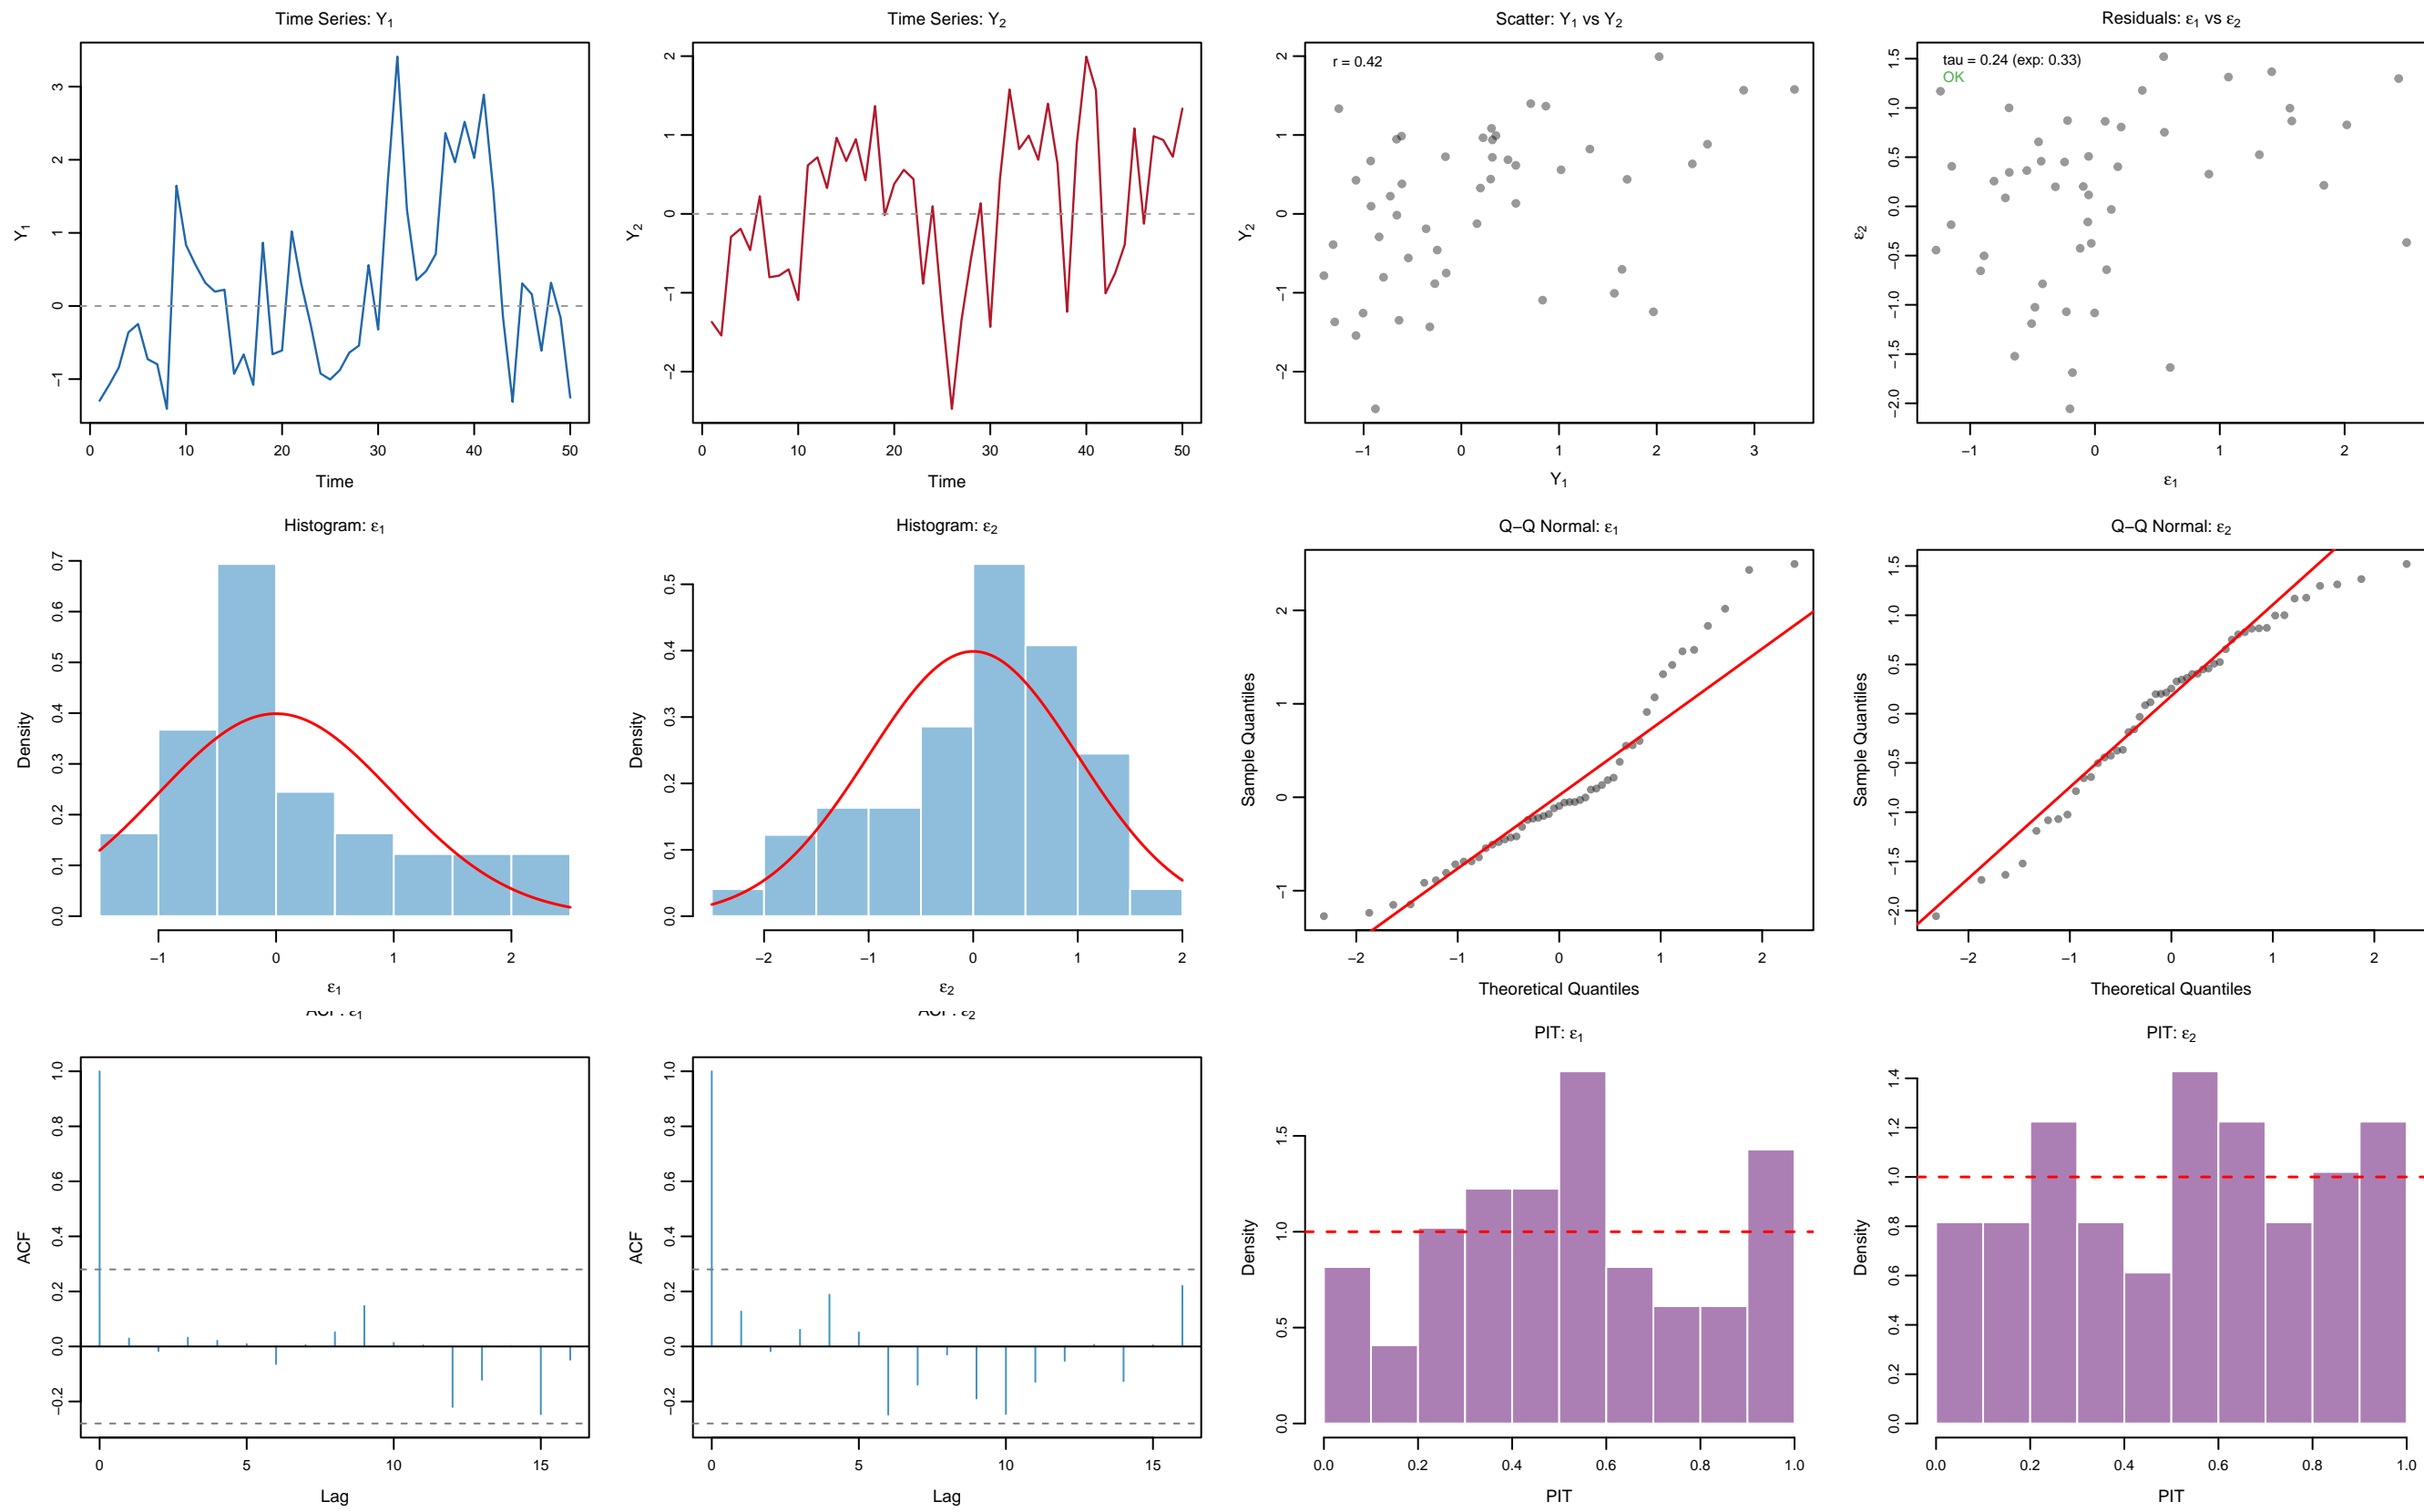 Time Series: Y₁
Y₁
3
2
1
0
−1
0 10 20 30 40 50
Time
Time Series: Y₂
Y₂
2
1
0
−1
−2
0 10 20 30 40 50
Time
Scatter: Y₁ vs Y₂
r = 0.42
Y₂
2
1
0
−1
−2
−1 0 1 2 3
Y₁
Residuals: ε₁ vs ε₂
tau = 0.24 (exp: 0.33)
OK
ε₂
1.5
1.0
0.5
0.0
−0.5
−1.0
−1.5
−2.0
−1 0 1 2
ε₁
Histogram: ε₁
Density
0.7
0.6
0.5
0.4
0.3
0.2
0.1
0.0
−1 0 1 2
ε₁
Histogram: ε₂
Density
0.5
0.4
0.3
0.2
0.1
0.0
−2 −1 0 1 2
ε₂
Q−Q Normal: ε₁
Sample Quantiles
2
1
0
−1
−2 −1 0 1 2
Theoretical Quantiles
Q−Q Normal: ε₂
Sample Quantiles
1.5
1.0
0.5
0.0
−0.5
−1.0
−1.5
−2.0
−2 −1 0 1 2
Theoretical Quantiles
ACF: ε₁
ACF
1.0
0.8
0.6
0.4
0.2
0.0
−0.2
0 5 10 15
Lag
ACF: ε₂
ACF
1.0
0.8
0.6
0.4
0.2
0.0
−0.2
0 5 10 15
Lag
PIT: ε₁
Density
1.5
1.0
0.5
0.0
0.0 0.2 0.4 0.6 0.8 1.0
PIT
PIT: ε₂
Density
1.4
1.2
1.0
0.8
0.6
0.4
0.2
0.0
0.0 0.2 0.4 0.6 0.8 1.0
PIT